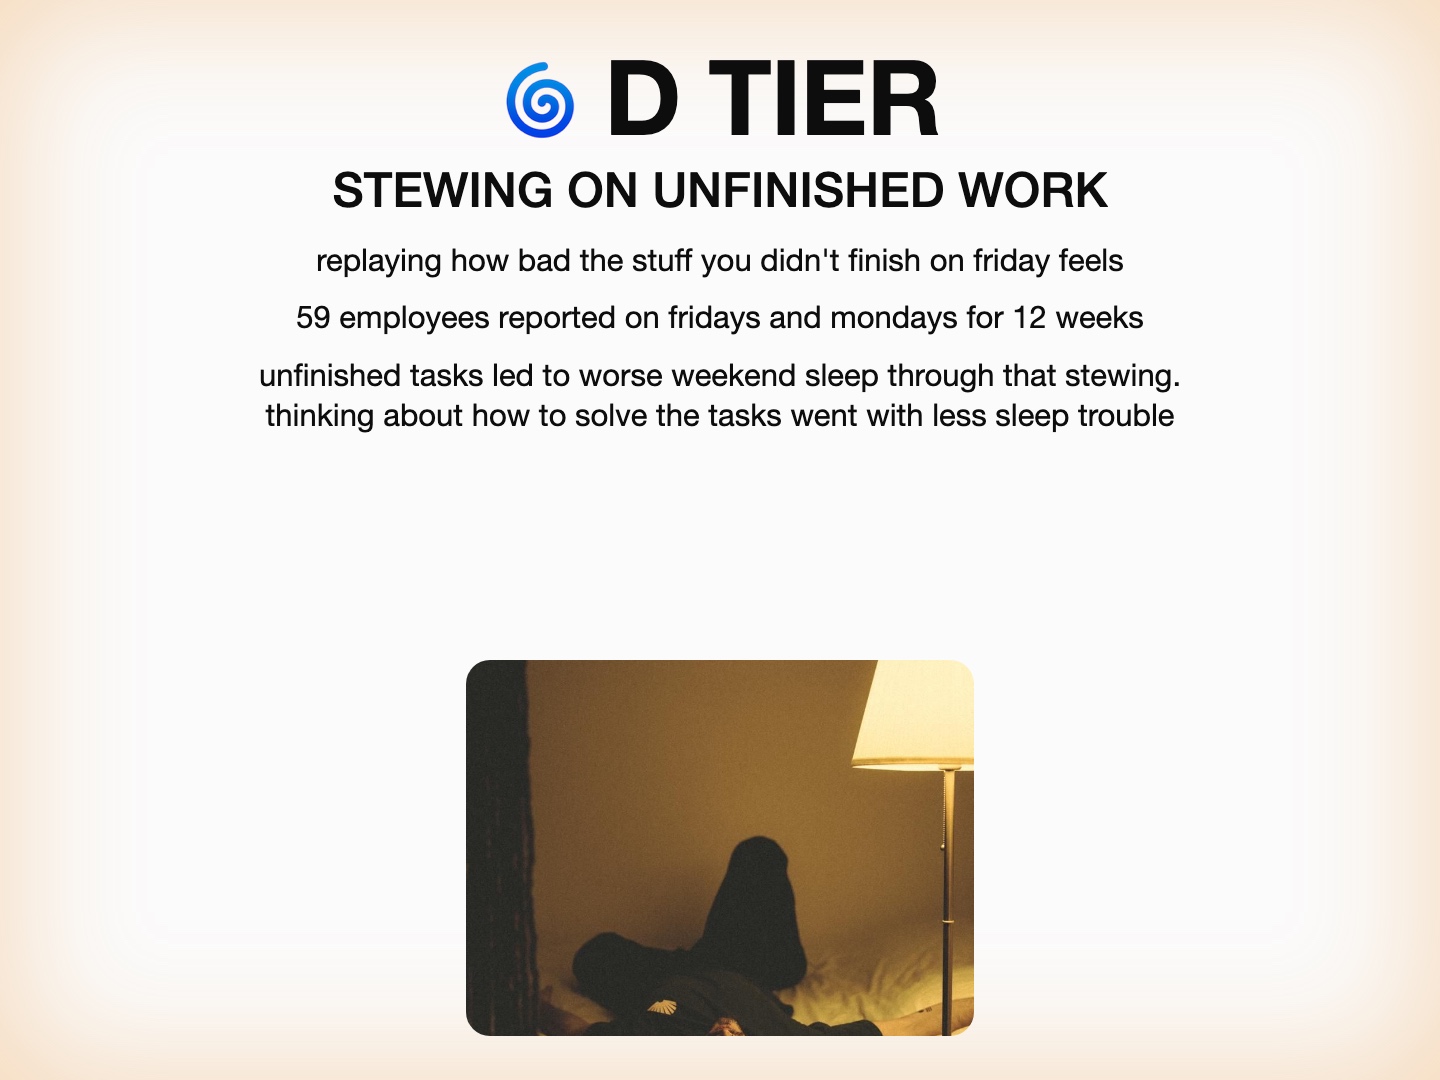 🌀 D TIER
STEWING ON UNFINISHED WORK
replaying how bad the stuff you didn't finish on friday feels
59 employees reported on fridays and mondays for 12 weeks
unfinished tasks led to worse weekend sleep through that stewing.
thinking about how to solve the tasks went with less sleep trouble